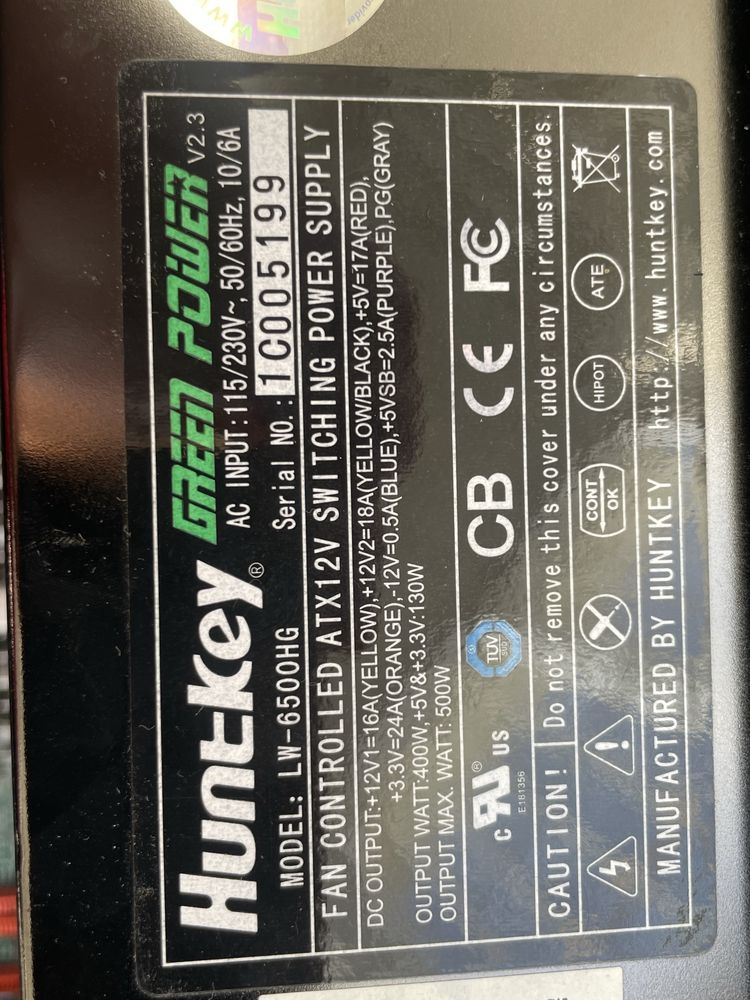 Huntkey® GREEN POWER V2.3
AC INPUT:115/230V~, 50/60Hz, 10/6A
MODEL: LW-6500HG Serial NO.: 1C005199
FAN CONTROLLED ATX12V SWITCHING POWER SUPPLY
DC OUTPUT:+12V1=16A(YELLOW),+12V2=18A(YELLOW/BLACK),+5V=17A(RED),
+3.3V=24A(ORANGE),-12V=0.5A(BLUE),+5VSB=2.5A(PURPLE),PG(GRAY)
OUTPUT WATT:400W,+5V&+3.3V:130W
OUTPUT MAX. WATT: 500W
C RU® US TUV CB CE FC
E181356
CAUTION! Do not remove this cover under any circumstances.
CONT OK HIPOT ATE
MANUFACTURED BY HUNTKEY http://www.huntkey.com